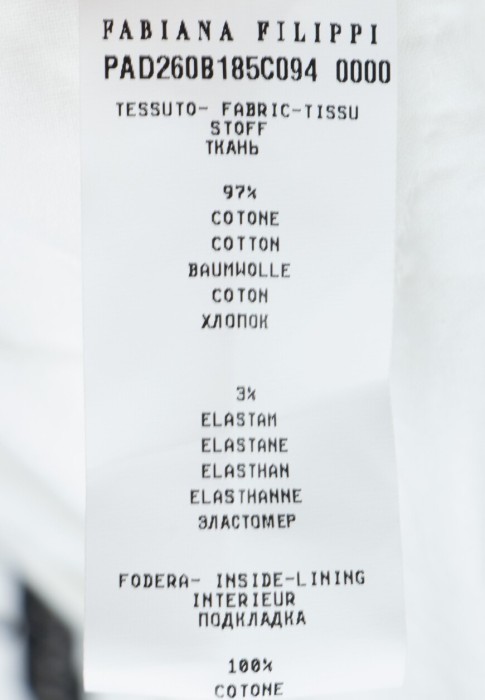 FABIANA FILIPPI
PAD260B185C094 0000
TESSUTO- FABRIC-TISSU
STOFF
ТКАНЬ
97%
COTONE
COTTON
BAUMWOLLE
COTON
ХЛОПОК
3%
ELASTAM
ELASTANE
ELASTHAN
ELASTHANNE
ЭЛАСТОМЕР
FODERA- INSIDE-LINING
INTERIEUR
ПОДКЛАДКА
100%
COTONE